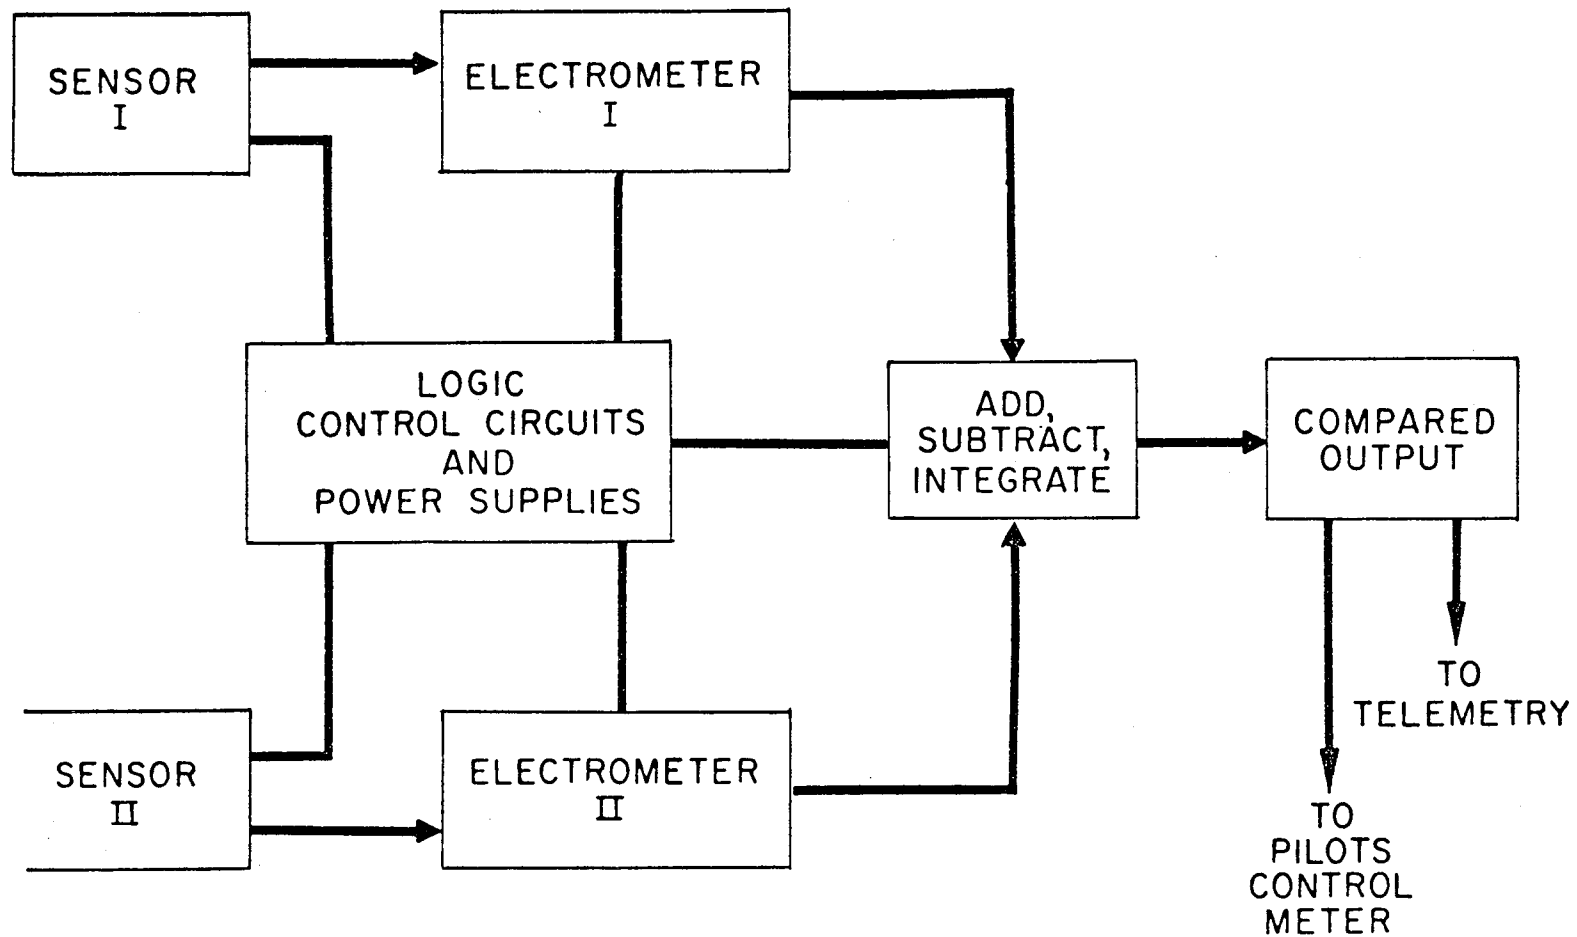 SENSOR
I
ELECTROMETER
I
LOGIC
CONTROL CIRCUITS
AND
POWER SUPPLIES
ADD,
SUBTRACT,
INTEGRATE
COMPARED
OUTPUT
TO
TELEMETRY
SENSOR
II
ELECTROMETER
II
TO
PILOTS
CONTROL
METER